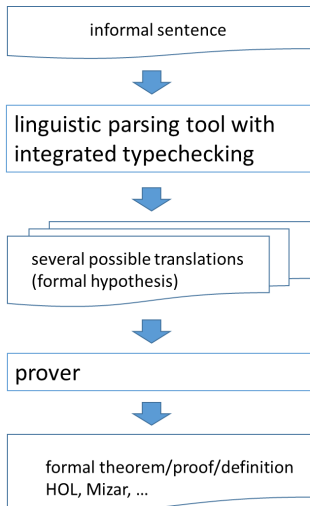 informal sentence
linguistic parsing tool with
integrated typechecking
several possible translations
(formal hypothesis)
prover
formal theorem/proof/definition
HOL, Mizar, ...